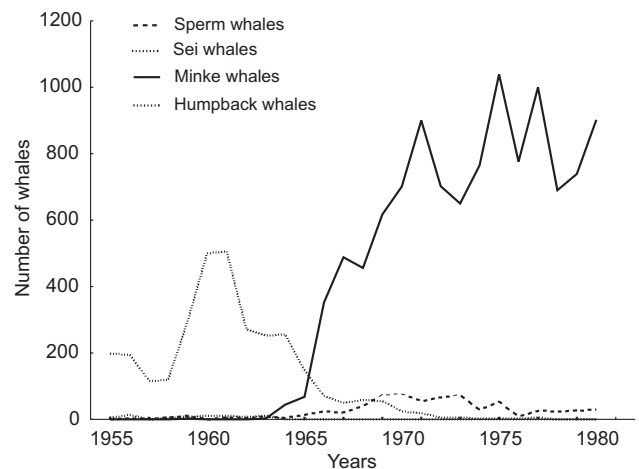 1200
1000
800
600
400
200
0
Number of whales
Sperm whales
Sei whales
Minke whales
Humpback whales
1955 1960 1965 1970 1975 1980
Years